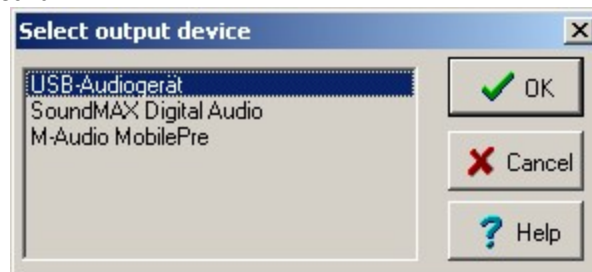 Select output device
USB-Audiogerät
SoundMAX Digital Audio
M-Audio MobilePre
OK
Cancel
Help